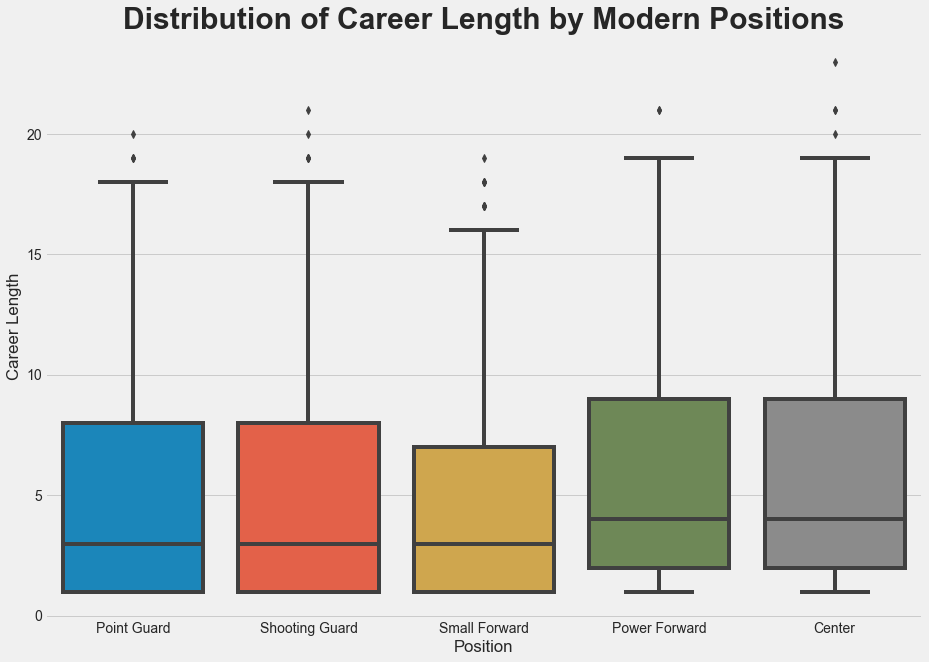 Distribution of Career Length by Modern Positions
20
15
10
5
0
Career Length
Point Guard
Shooting Guard
Small Forward
Power Forward
Center
Position